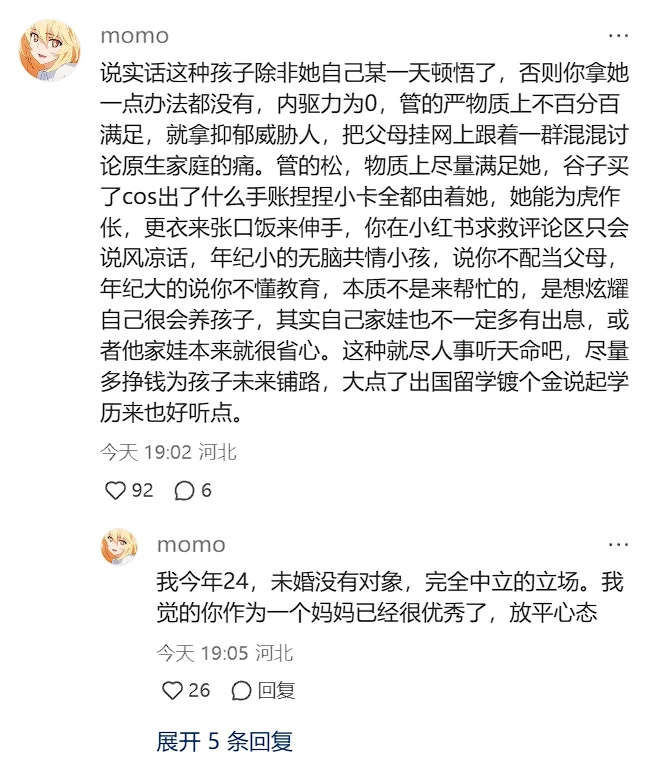 momo
...
说实话这种孩子除非她自己某一天顿悟了，否则你拿她
一点办法都没有，内驱力为0，管的严物质上不百分百
满足，就拿抑郁威胁人，把父母挂网上跟着一群混混讨
论原生家庭的痛。管的松，物质上尽量满足她，谷子买
了cos出了什么手账捏捏小卡全都由着她，她能为虎作
伥，更衣来张口饭来伸手，你在小红书求救评论区只会
说风凉话，年纪小的无脑共情小孩，说你不配当父母，
年纪大的说你不懂教育，本质不是来帮忙的，是想炫耀
自己很会养孩子，其实自己家娃也不一定多有出息，或
者他家娃本来就很省心。这种就尽人事听天命吧，尽量
多挣钱为孩子未来铺路，大点了出国留学镀个金说起学
历来也好听点。
今天 19:02 河北
92 6
momo
...
我今年24，未婚没有对象，完全中立的立场。我
觉的你作为一个妈妈已经很优秀了，放平心态
今天 19:05 河北
26 回复
展开 5 条回复